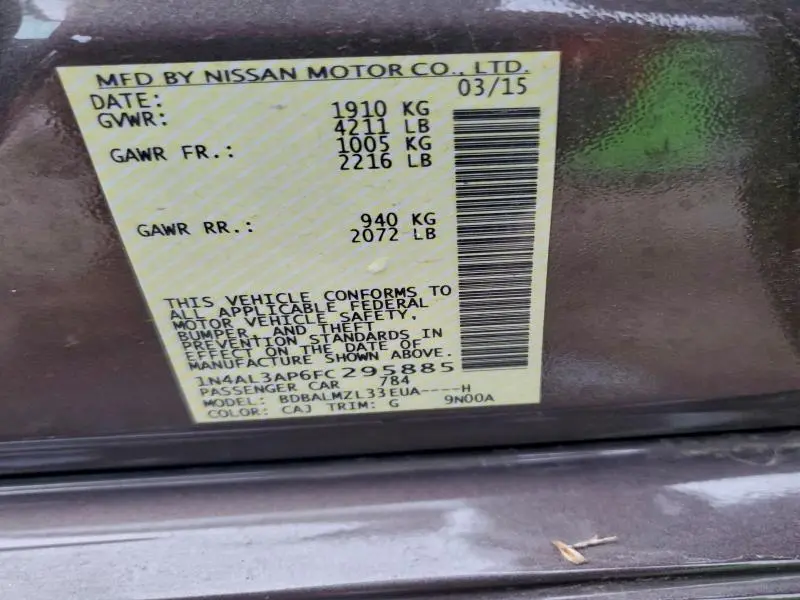 MFD BY NISSAN MOTOR CO., LTD.
DATE: 03/15
GVWR: 1910 KG
4211 LB
GAWR FR.: 1005 KG
2216 LB
GAWR RR.: 940 KG
2072 LB
THIS VEHICLE CONFORMS TO
ALL APPLICABLE FEDERAL
MOTOR VEHICLE SAFETY,
BUMPER, AND THEFT
PREVENTION STANDARDS IN
EFFECT ON THE DATE OF
MANUFACTURE SHOWN ABOVE.
1N4AL3AP6FC295885
PASSENGER CAR 784
MODEL: BDBALMZL33EUA----H
COLOR: CAJ TRIM: G 9N00A